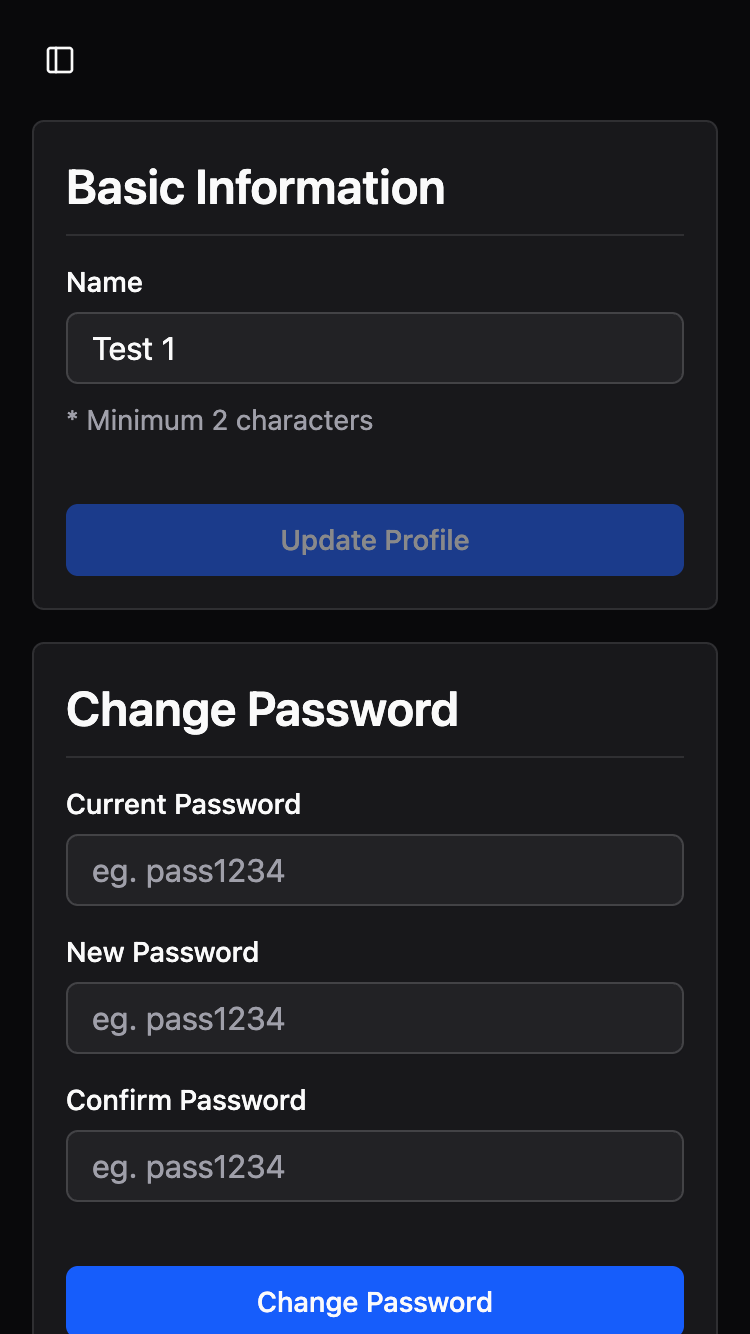 Basic Information
Name
Test 1
* Minimum 2 characters
Update Profile
Change Password
Current Password
eg. pass1234
New Password
eg. pass1234
Confirm Password
eg. pass1234
Change Password